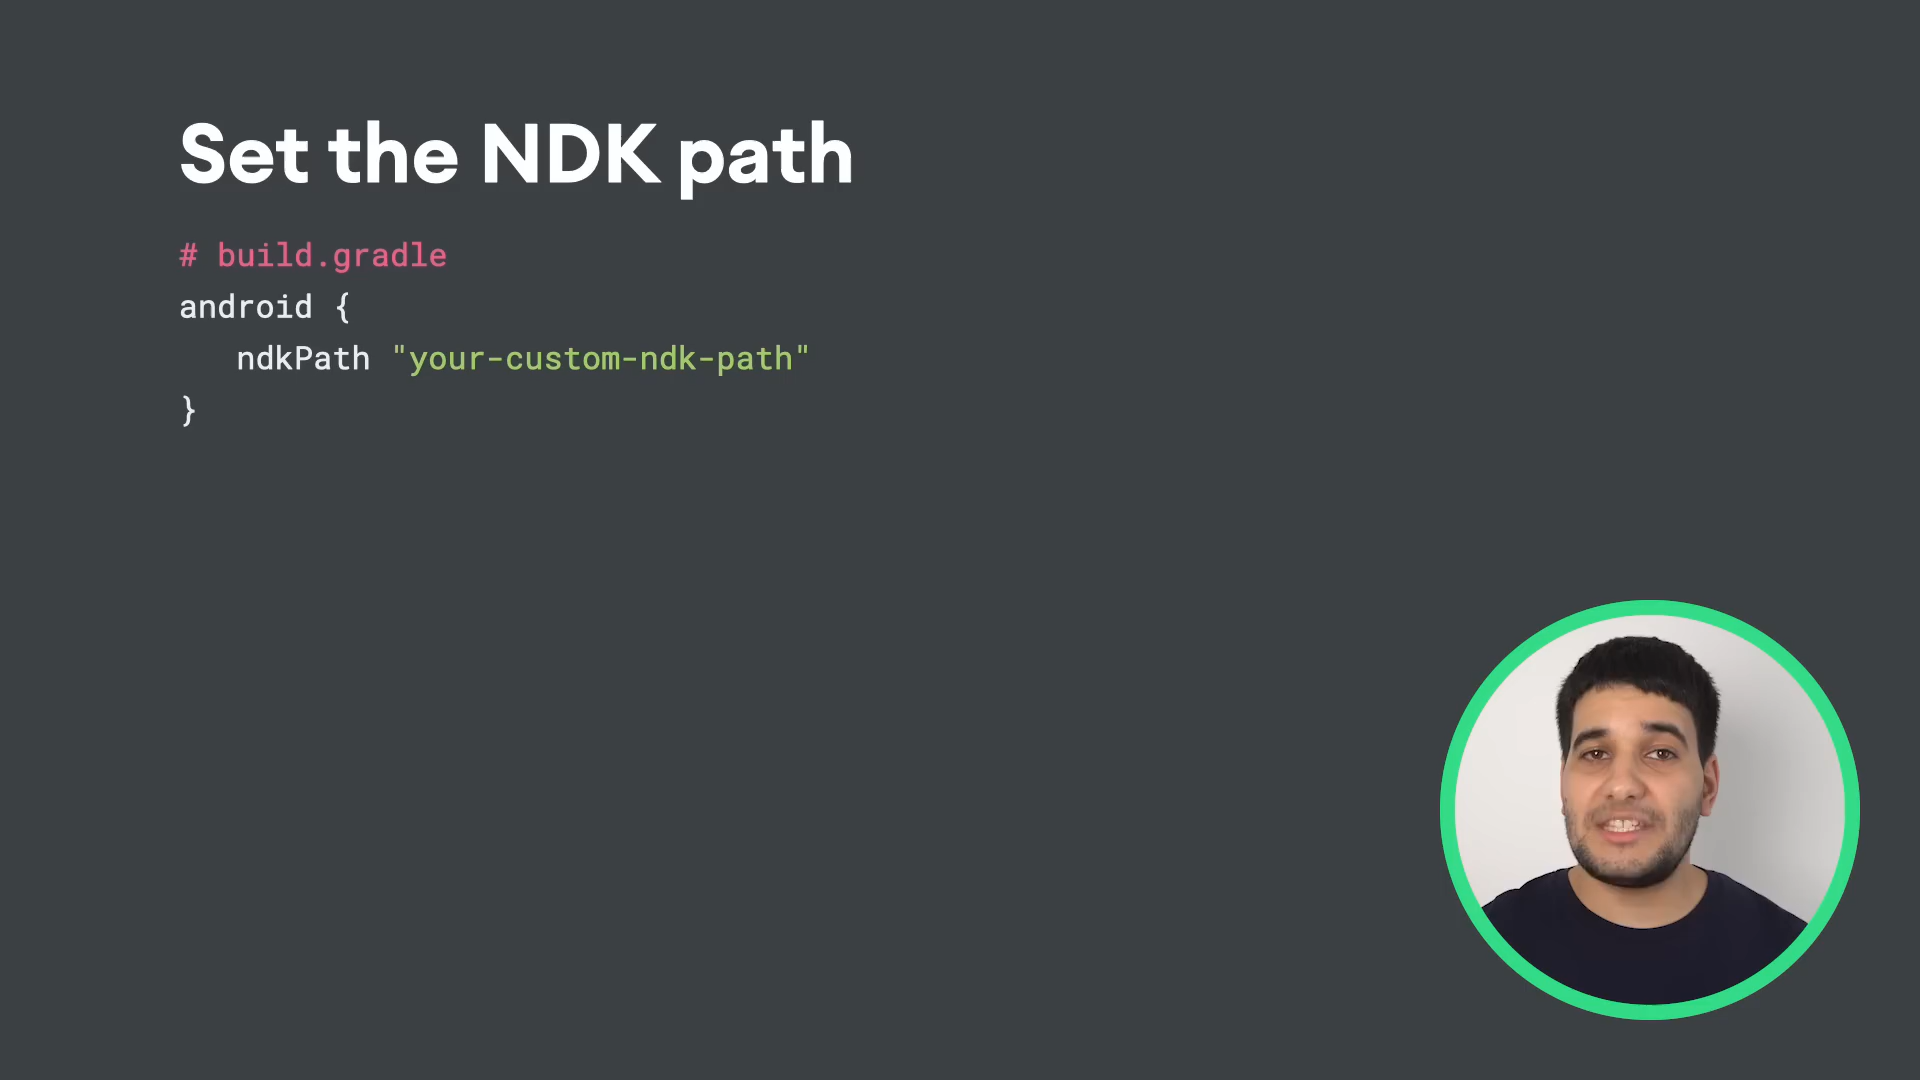 Set the NDK path
# build.gradle
android {
ndkPath "your-custom-ndk-path"
}